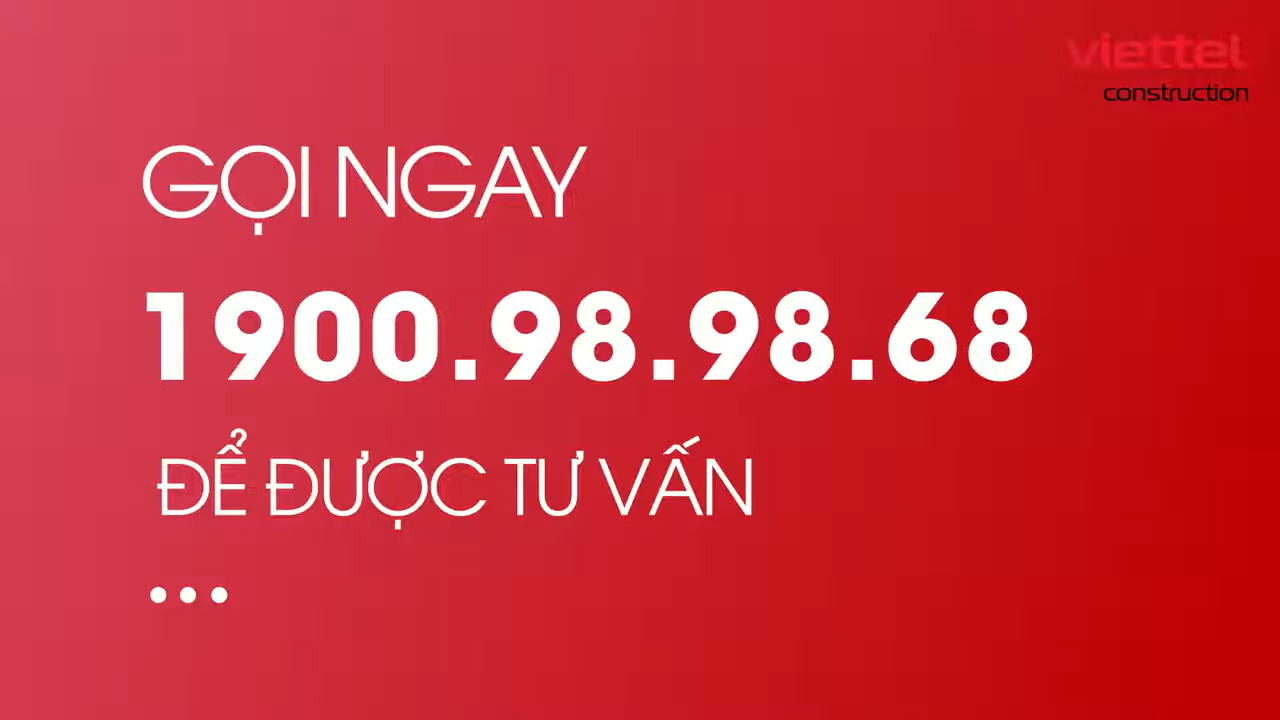 viettel
construction
GỌI NGAY
1900.98.98.68
ĐỂ ĐƯỢC TƯ VẤN
...